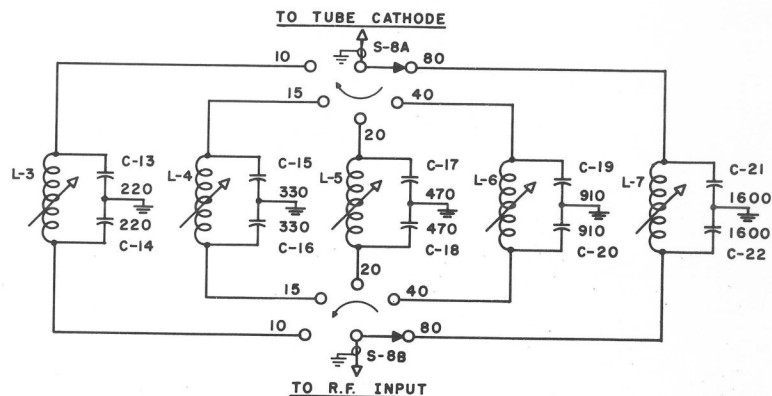 TO TUBE CATHODE
S-8A
10
80
15
40
20
L-3
C-13
220
220
C-14
L-4
C-15
330
330
C-16
L-5
C-17
470
470
C-18
L-6
C-19
910
910
C-20
L-7
C-21
1600
1600
C-22
20
15
40
10
80
S-8B
TO R.F. INPUT